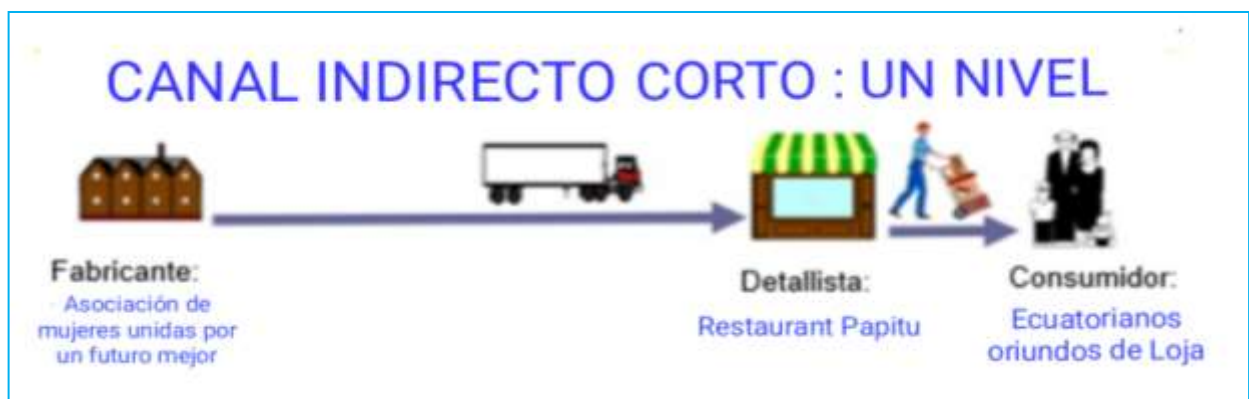 CANAL INDIRECTO CORTO : UN NIVEL
Fabricante:
Asociación de
mujeres unidas por
un futuro mejor
Detallista:
Restaurant Papitu
Consumidor:
Ecuatorianos
oriundos de Loja